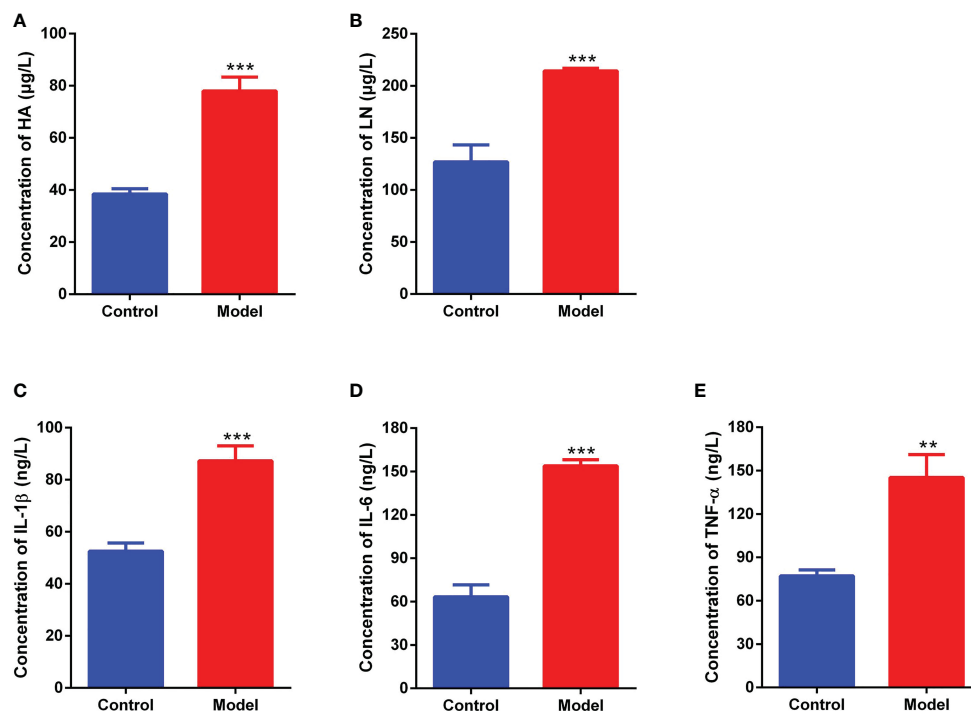 A
Concentration of HA (µg/L)
100
80
60
40
20
0
***
Control
Model
B
Concentration of LN (µg/L)
250
200
150
100
50
0
***
Control
Model
C
Concentration of IL-1β (ng/L)
100
80
60
40
20
0
***
Control
Model
D
Concentration of IL-6 (ng/L)
180
150
120
90
60
30
0
***
Control
Model
E
Concentration of TNF-α (ng/L)
180
150
120
90
60
30
0
**
Control
Model